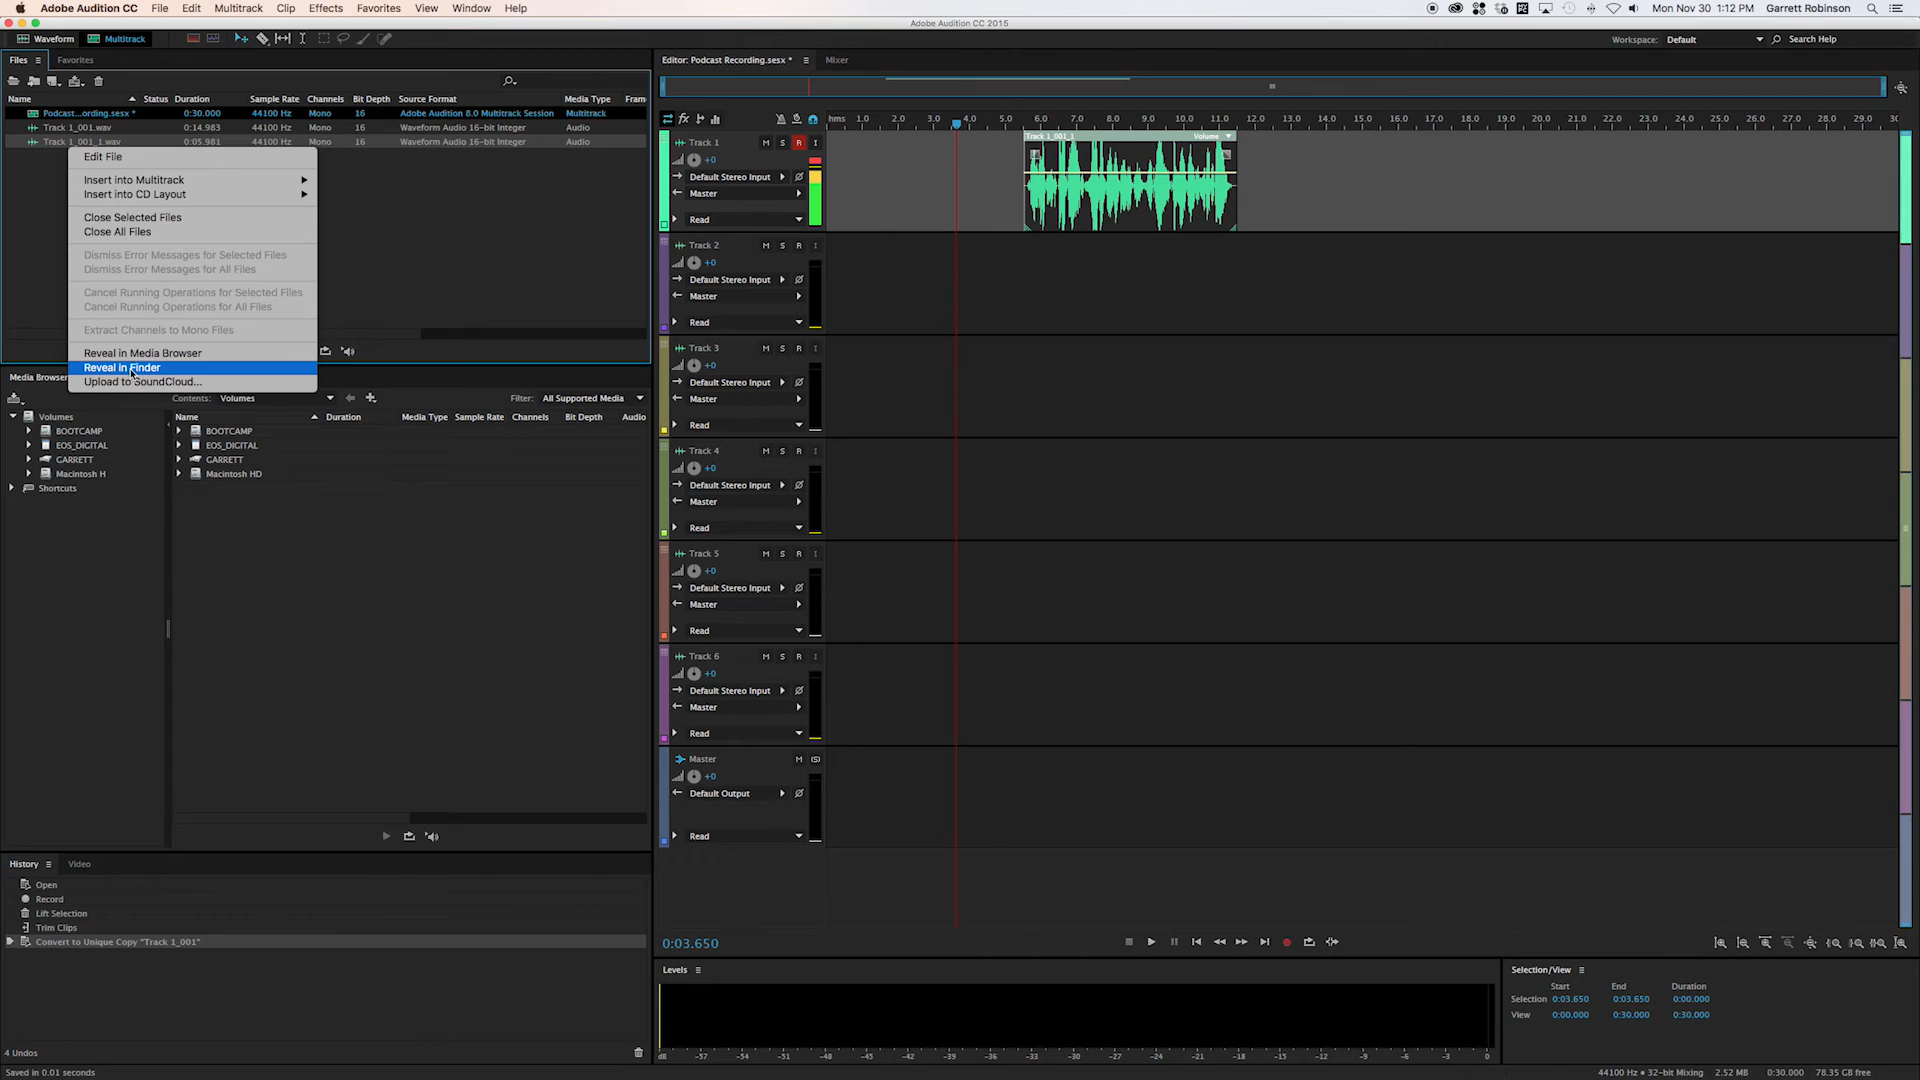 Adobe Audition CC File Edit Multitrack Clip Effects Favorites View Window Help Mon Nov 30 1:12 PM Garrett Robinson
Adobe Audition CC 2015
Waveform Multitrack Workspace: Default Search Help
Files Favorites
Name Status Duration Sample Rate Channels Bit Depth Source Format Media Type Fram
Podcast...ording.sesx * 0:30.000 44100 Hz Mono 16 Adobe Audition 8.0 Multitrack Session Multitrack
Track 1_001.wav 0:14.983 44100 Hz Mono 16 Waveform Audio 16-bit Integer Audio
Track 1_001_1.wav 0:05.981 44100 Hz Mono 16 Waveform Audio 16-bit Integer Audio
Edit File
Insert into Multitrack
Insert into CD Layout
Close Selected Files
Close All Files
Dismiss Error Messages for Selected Files
Dismiss Error Messages for All Files
Cancel Running Operations for Selected Files
Cancel Running Operations for All Files
Extract Channels to Mono Files
Reveal in Media Browser
Reveal in Finder
Upload to SoundCloud...
Media Browser
Contents: Volumes Filter: All Supported Media
Volumes
BOOTCAMP
EOS_DIGITAL
GARRETT
Macintosh H
Shortcuts
Name Duration Media Type Sample Rate Channels Bit Depth Audio
BOOTCAMP
EOS_DIGITAL
GARRETT
Macintosh HD
History Video
Open
Record
Lift Selection
Trim Clips
Convert to Unique Copy "Track 1_001"
4 Undos
Saved in 0.01 seconds
Editor: Podcast Recording.sesx * Mixer
fx hms 1.0 2.0 3.0 4.0 5.0 6.0 7.0 8.0 9.0 10.0 11.0 12.0 13.0 14.0 15.0 16.0 17.0 18.0 19.0 20.0 21.0 22.0 23.0 24.0 25.0 26.0 27.0 28.0 29.0 30
Track 1_001_1 Volume
Track 1 M S R I
+0
Default Stereo Input
Master
Read
Track 2 M S R I
+0
Default Stereo Input
Master
Read
Track 3 M S R I
+0
Default Stereo Input
Master
Read
Track 4 M S R I
+0
Default Stereo Input
Master
Read
Track 5 M S R I
+0
Default Stereo Input
Master
Read
Track 6 M S R I
+0
Default Stereo Input
Master
Read
Master M (S)
+0
Default Output
Read
0:03.650
Levels
dB -57 -54 -51 -48 -45 -42 -39 -36 -33 -30 -27 -24 -21 -18 -15 -12 -9 -6 -3 0
Selection/View
Start End Duration
Selection 0:03.650 0:03.650 0:00.000
View 0:00.000 0:30.000 0:30.000
44100 Hz • 32-bit Mixing 2.52 MB 0:30.000 78.35 GB free